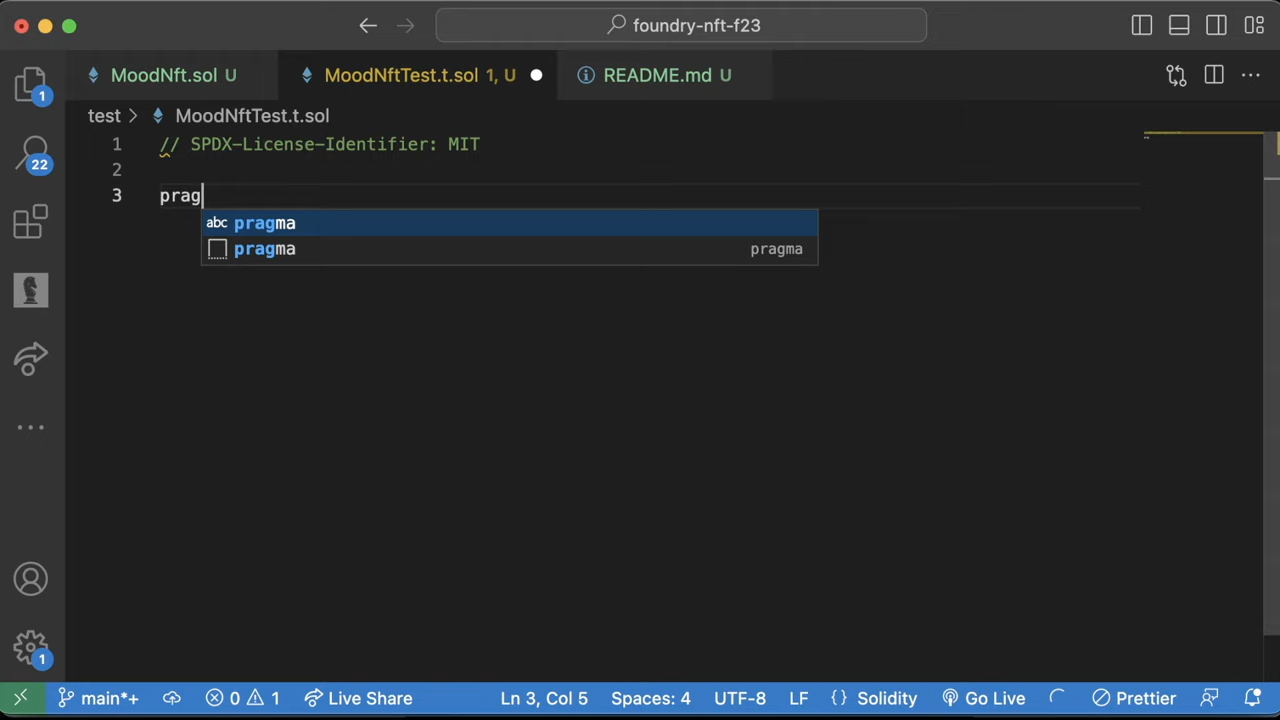 foundry-nft-f23
MoodNft.sol U
MoodNftTest.t.sol 1, U
README.md U
test > MoodNftTest.t.sol
1 // SPDX-License-Identifier: MIT
2
3 prag
abc pragma
pragma pragma
1
22
1
main*+
0 1
Live Share
Ln 3, Col 5
Spaces: 4
UTF-8
LF
{} Solidity
Go Live
Prettier